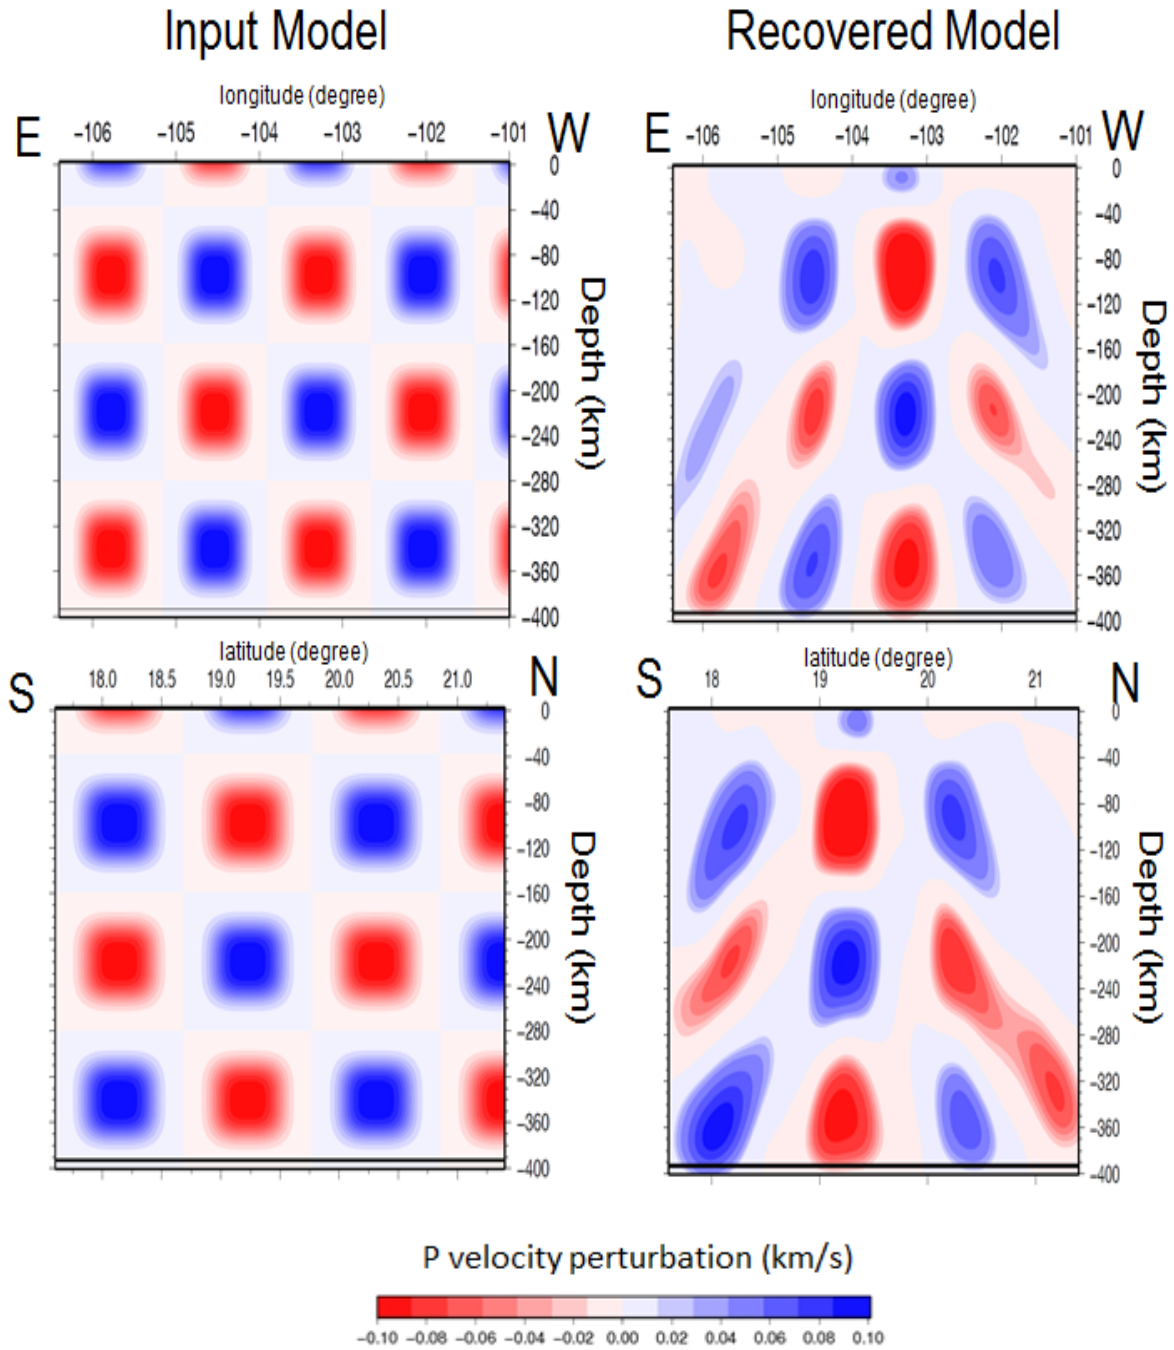 Input Model
Recovered Model
longitude (degree)
longitude (degree)
E −106 −105 −104 −103 −102 −101 W
E −106 −105 −104 −103 −102 −101 W
0
−40
−80
−120
−160
−200
−240
−280
−320
−360
−400
Depth (km)
0
−40
−80
−120
−160
−200
−240
−280
−320
−360
−400
Depth (km)
latitude (degree)
latitude (degree)
S 18.0 18.5 19.0 19.5 20.0 20.5 21.0 N
S 18 19 20 21 N
0
−40
−80
−120
−160
−200
−240
−280
−320
−360
−400
Depth (km)
0
−40
−80
−120
−160
−200
−240
−280
−320
−360
−400
Depth (km)
P velocity perturbation (km/s)
−0.10 −0.08 −0.06 −0.04 −0.02 0.00 0.02 0.04 0.06 0.08 0.10